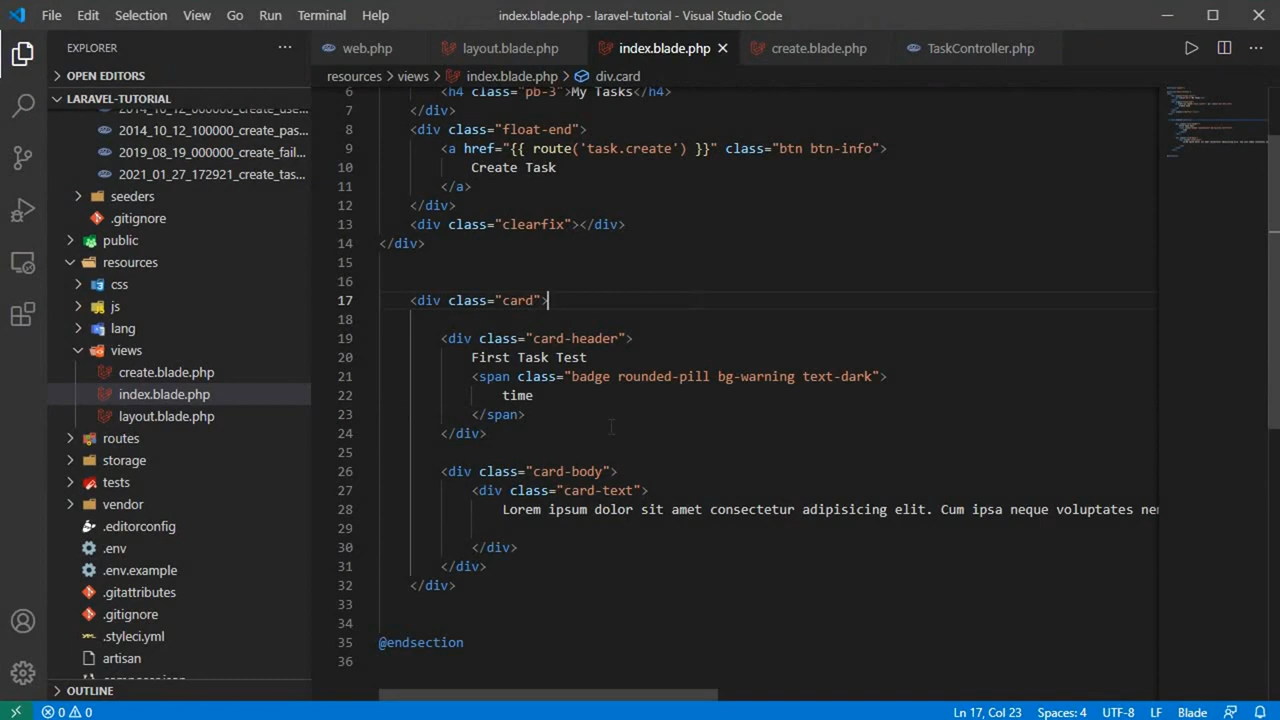 File Edit Selection View Go Run Terminal Help
index.blade.php - laravel-tutorial - Visual Studio Code
EXPLORER
OPEN EDITORS
LARAVEL-TUTORIAL
2014_10_12_000000_create_use...
2014_10_12_100000_create_pas...
2019_08_19_000000_create_fail...
2021_01_27_172921_create_tas...
seeders
.gitignore
public
resources
css
js
lang
views
create.blade.php
index.blade.php
layout.blade.php
routes
storage
tests
vendor
.editorconfig
.env
.env.example
.gitattributes
.gitignore
.styleci.yml
artisan
OUTLINE
web.php layout.blade.php index.blade.php create.blade.php TaskController.php
resources > views > index.blade.php > div.card
6 <h4 class="pb-3">My Tasks</h4>
7 </div>
8 <div class="float-end">
9 <a href="{{ route('task.create') }}" class="btn btn-info">
10 Create Task
11 </a>
12 </div>
13 <div class="clearfix"></div>
14 </div>
15
16
17 <div class="card">
18
19 <div class="card-header">
20 First Task Test
21 <span class="badge rounded-pill bg-warning text-dark">
22 time
23 </span>
24 </div>
25
26 <div class="card-body">
27 <div class="card-text">
28 Lorem ipsum dolor sit amet consectetur adipisicing elit. Cum ipsa neque voluptates
29
30 </div>
31 </div>
32 </div>
33
34
35 @endsection
36
0 0 Ln 17, Col 23 Spaces: 4 UTF-8 LF Blade